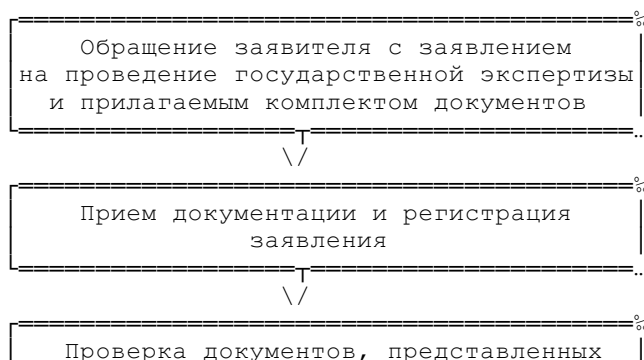 Обращение заявителя с заявлением
на проведение государственной экспертизы
и прилагаемым комплектом документов
\/
Прием документации и регистрация
заявления
\/
Проверка документов, представленных